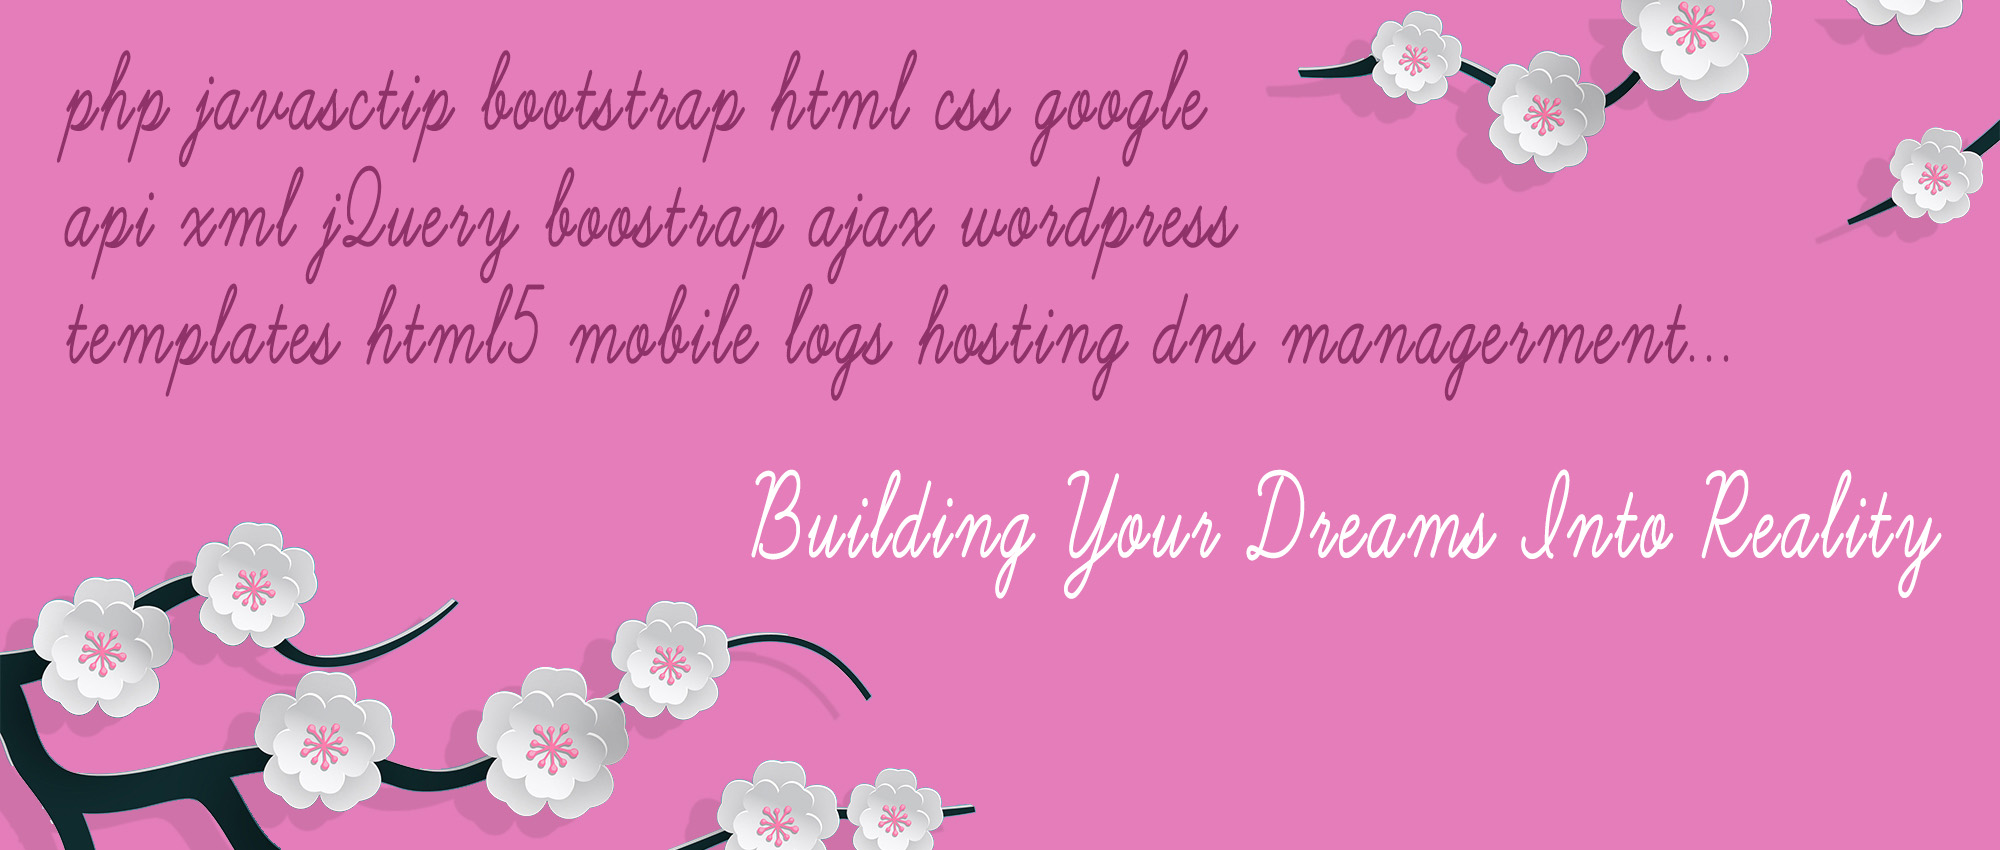 php javasctip bootstrap html css google
api xml jQuery boostrap ajax wordpress
templates html5 mobile logs hosting dns managerment...
Building Your Dreams Into Reality